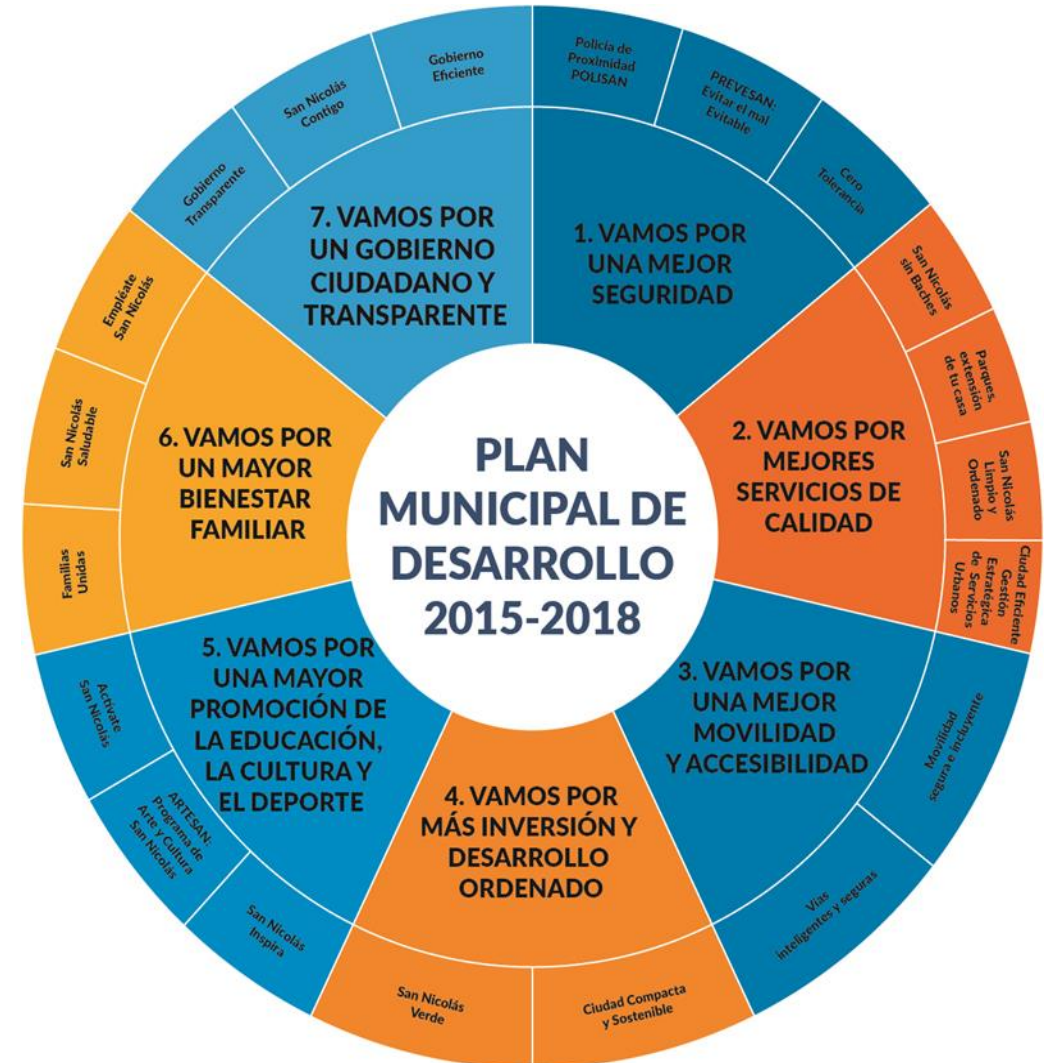 PLAN
MUNICIPAL DE
DESARROLLO
2015-2018
1. VAMOS POR
UNA MEJOR
SEGURIDAD
Policía de
Proximidad
POLISAN
PREVESAN:
Evitar el mal
Evitable
Cero
Tolerancia
2. VAMOS POR
MEJORES
SERVICIOS DE
CALIDAD
San Nicolás
sin Baches
Parques,
extensión
de tu casa
San Nicolás
Limpio y
Ordenado
Ciudad Eficiente
Gestión
Estratégica
de Servicios
Urbanos
3. VAMOS POR
UNA MEJOR
MOVILIDAD
Y ACCESIBILIDAD
Movilidad
segura e incluyente
Vías
inteligentes y seguras
4. VAMOS POR
MÁS INVERSIÓN Y
DESARROLLO
ORDENADO
Ciudad Compacta
y Sostenible
San Nicolás
Verde
5. VAMOS POR
UNA MAYOR
PROMOCIÓN DE
LA EDUCACIÓN,
LA CULTURA Y
EL DEPORTE
San Nicolás
Inspira
ARTESAN:
Programa de
Arte y Cultura
San Nicolás
Actívate
San Nicolás
6. VAMOS POR
UN MAYOR
BIENESTAR
FAMILIAR
Familias
Unidas
San Nicolás
Saludable
Empléate
San Nicolás
7. VAMOS POR
UN GOBIERNO
CIUDADANO Y
TRANSPARENTE
Gobierno
Transparente
San Nicolás
Contigo
Gobierno
Eficiente